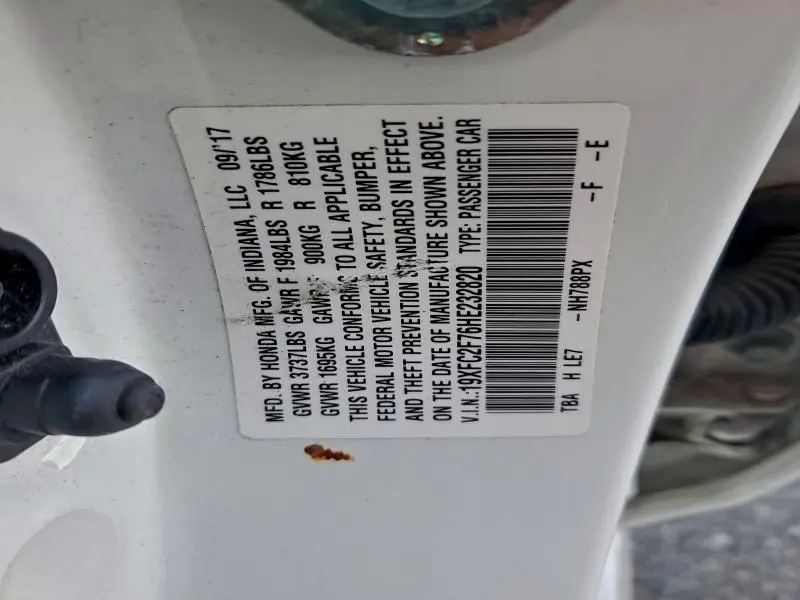 MFD. BY HONDA MFG. OF INDIANA, LLC 09/'17
GVWR 3737LBS GAWR F 1984LBS R 1786LBS
GVWR 1695KG GAWR F 900KG R 810KG
THIS VEHICLE CONFORMS TO ALL APPLICABLE
FEDERAL MOTOR VEHICLE SAFETY, BUMPER,
AND THEFT PREVENTION STANDARDS IN EFFECT
ON THE DATE OF MANUFACTURE SHOWN ABOVE.
V.I.N.:19XFC2F76HE232820 TYPE: PASSENGER CAR
TBA H LE7 -NH788PX -F -E